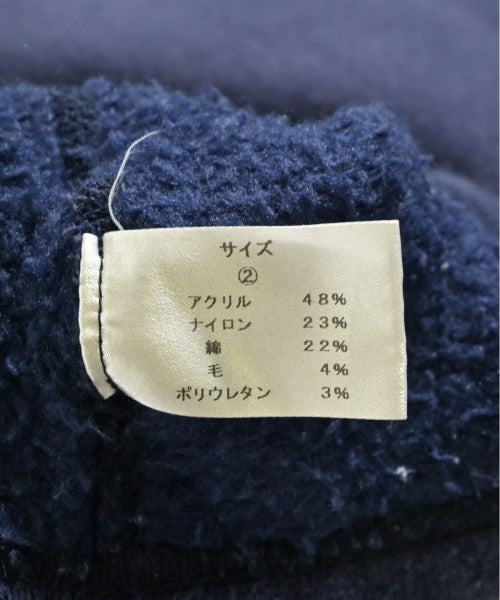 サイズ
②
アクリル 48%
ナイロン 23%
綿 22%
毛 4%
ポリウレタン 3%